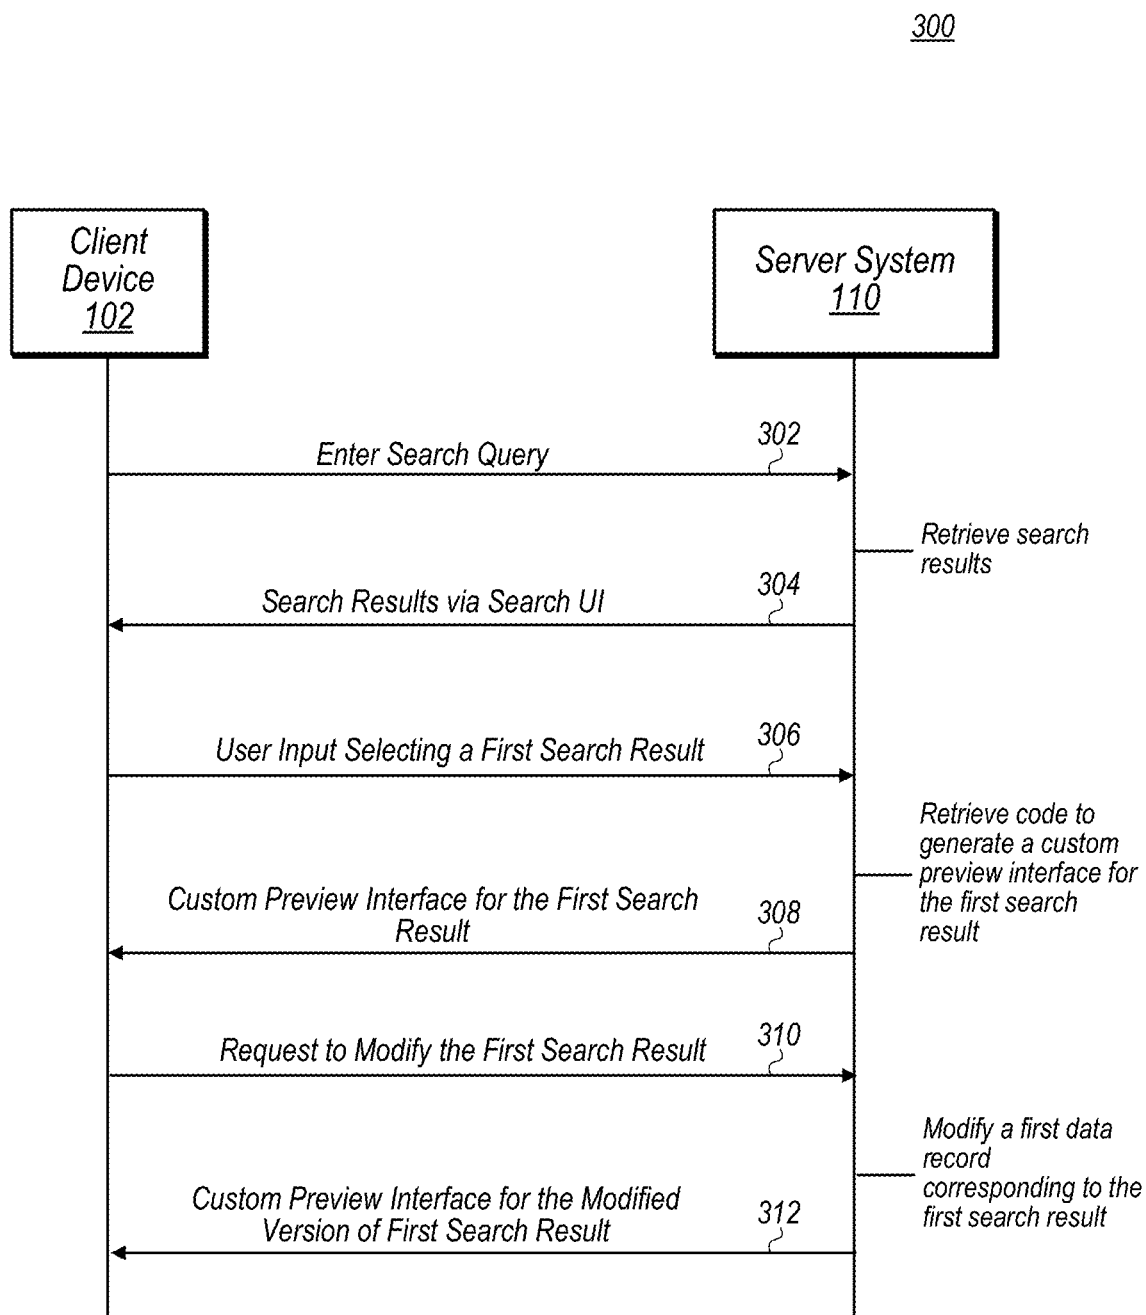 300
Client
Device
102
Server System
110
302
Enter Search Query
Retrieve search
results
304
Search Results via Search UI
306
User Input Selecting a First Search Result
Retrieve code to
generate a custom
preview interface for
the first search
result
Custom Preview Interface for the First Search
Result
308
310
Request to Modify the First Search Result
Modify a first data
record
corresponding to the
first search result
Custom Preview Interface for the Modified
Version of First Search Result
312